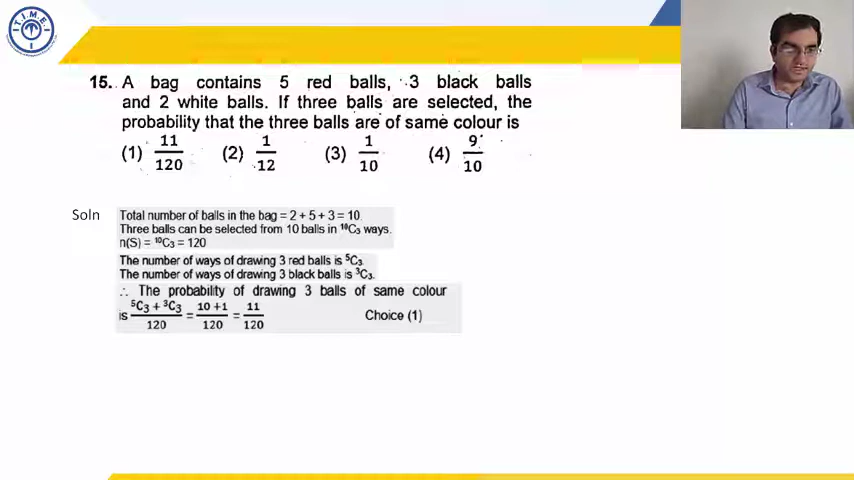 T.I.M.E.
15. A bag contains 5 red balls, 3 black balls
and 2 white balls. If three balls are selected, the
probability that the three balls are of same colour is
(1) 11/120 (2) 1/12 (3) 1/10 (4) 9/10
Soln
Total number of balls in the bag = 2 + 5 + 3 = 10.
Three balls can be selected from 10 balls in ¹⁰C₃ ways.
n(S) = ¹⁰C₃ = 120
The number of ways of drawing 3 red balls is ⁵C₃.
The number of ways of drawing 3 black balls is ³C₃.
∴ The probability of drawing 3 balls of same colour
is (⁵C₃ + ³C₃)/120 = (10 +1)/120 = 11/120 Choice (1)